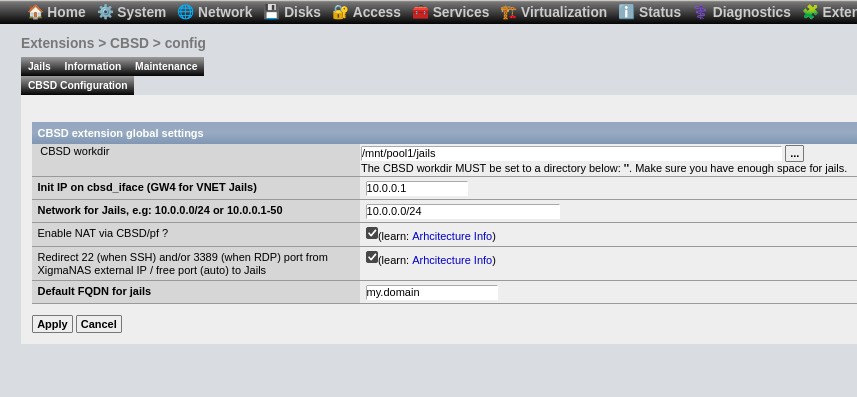 Home System Network Disks Access Services Virtualization Status Diagnostics Exter
Extensions > CBSD > config
Jails Information Maintenance
CBSD Configuration
CBSD extension global settings
CBSD workdir /mnt/pool1/jails ...
The CBSD workdir MUST be set to a directory below: ''. Make sure you have enough space for jails.
Init IP on cbsd_iface (GW4 for VNET Jails) 10.0.0.1
Network for Jails, e.g: 10.0.0.0/24 or 10.0.0.1-50 10.0.0.0/24
Enable NAT via CBSD/pf ? (learn: Arhcitecture Info)
Redirect 22 (when SSH) and/or 3389 (when RDP) port from (learn: Arhcitecture Info)
XigmaNAS external IP / free port (auto) to Jails
Default FQDN for jails my.domain
Apply Cancel